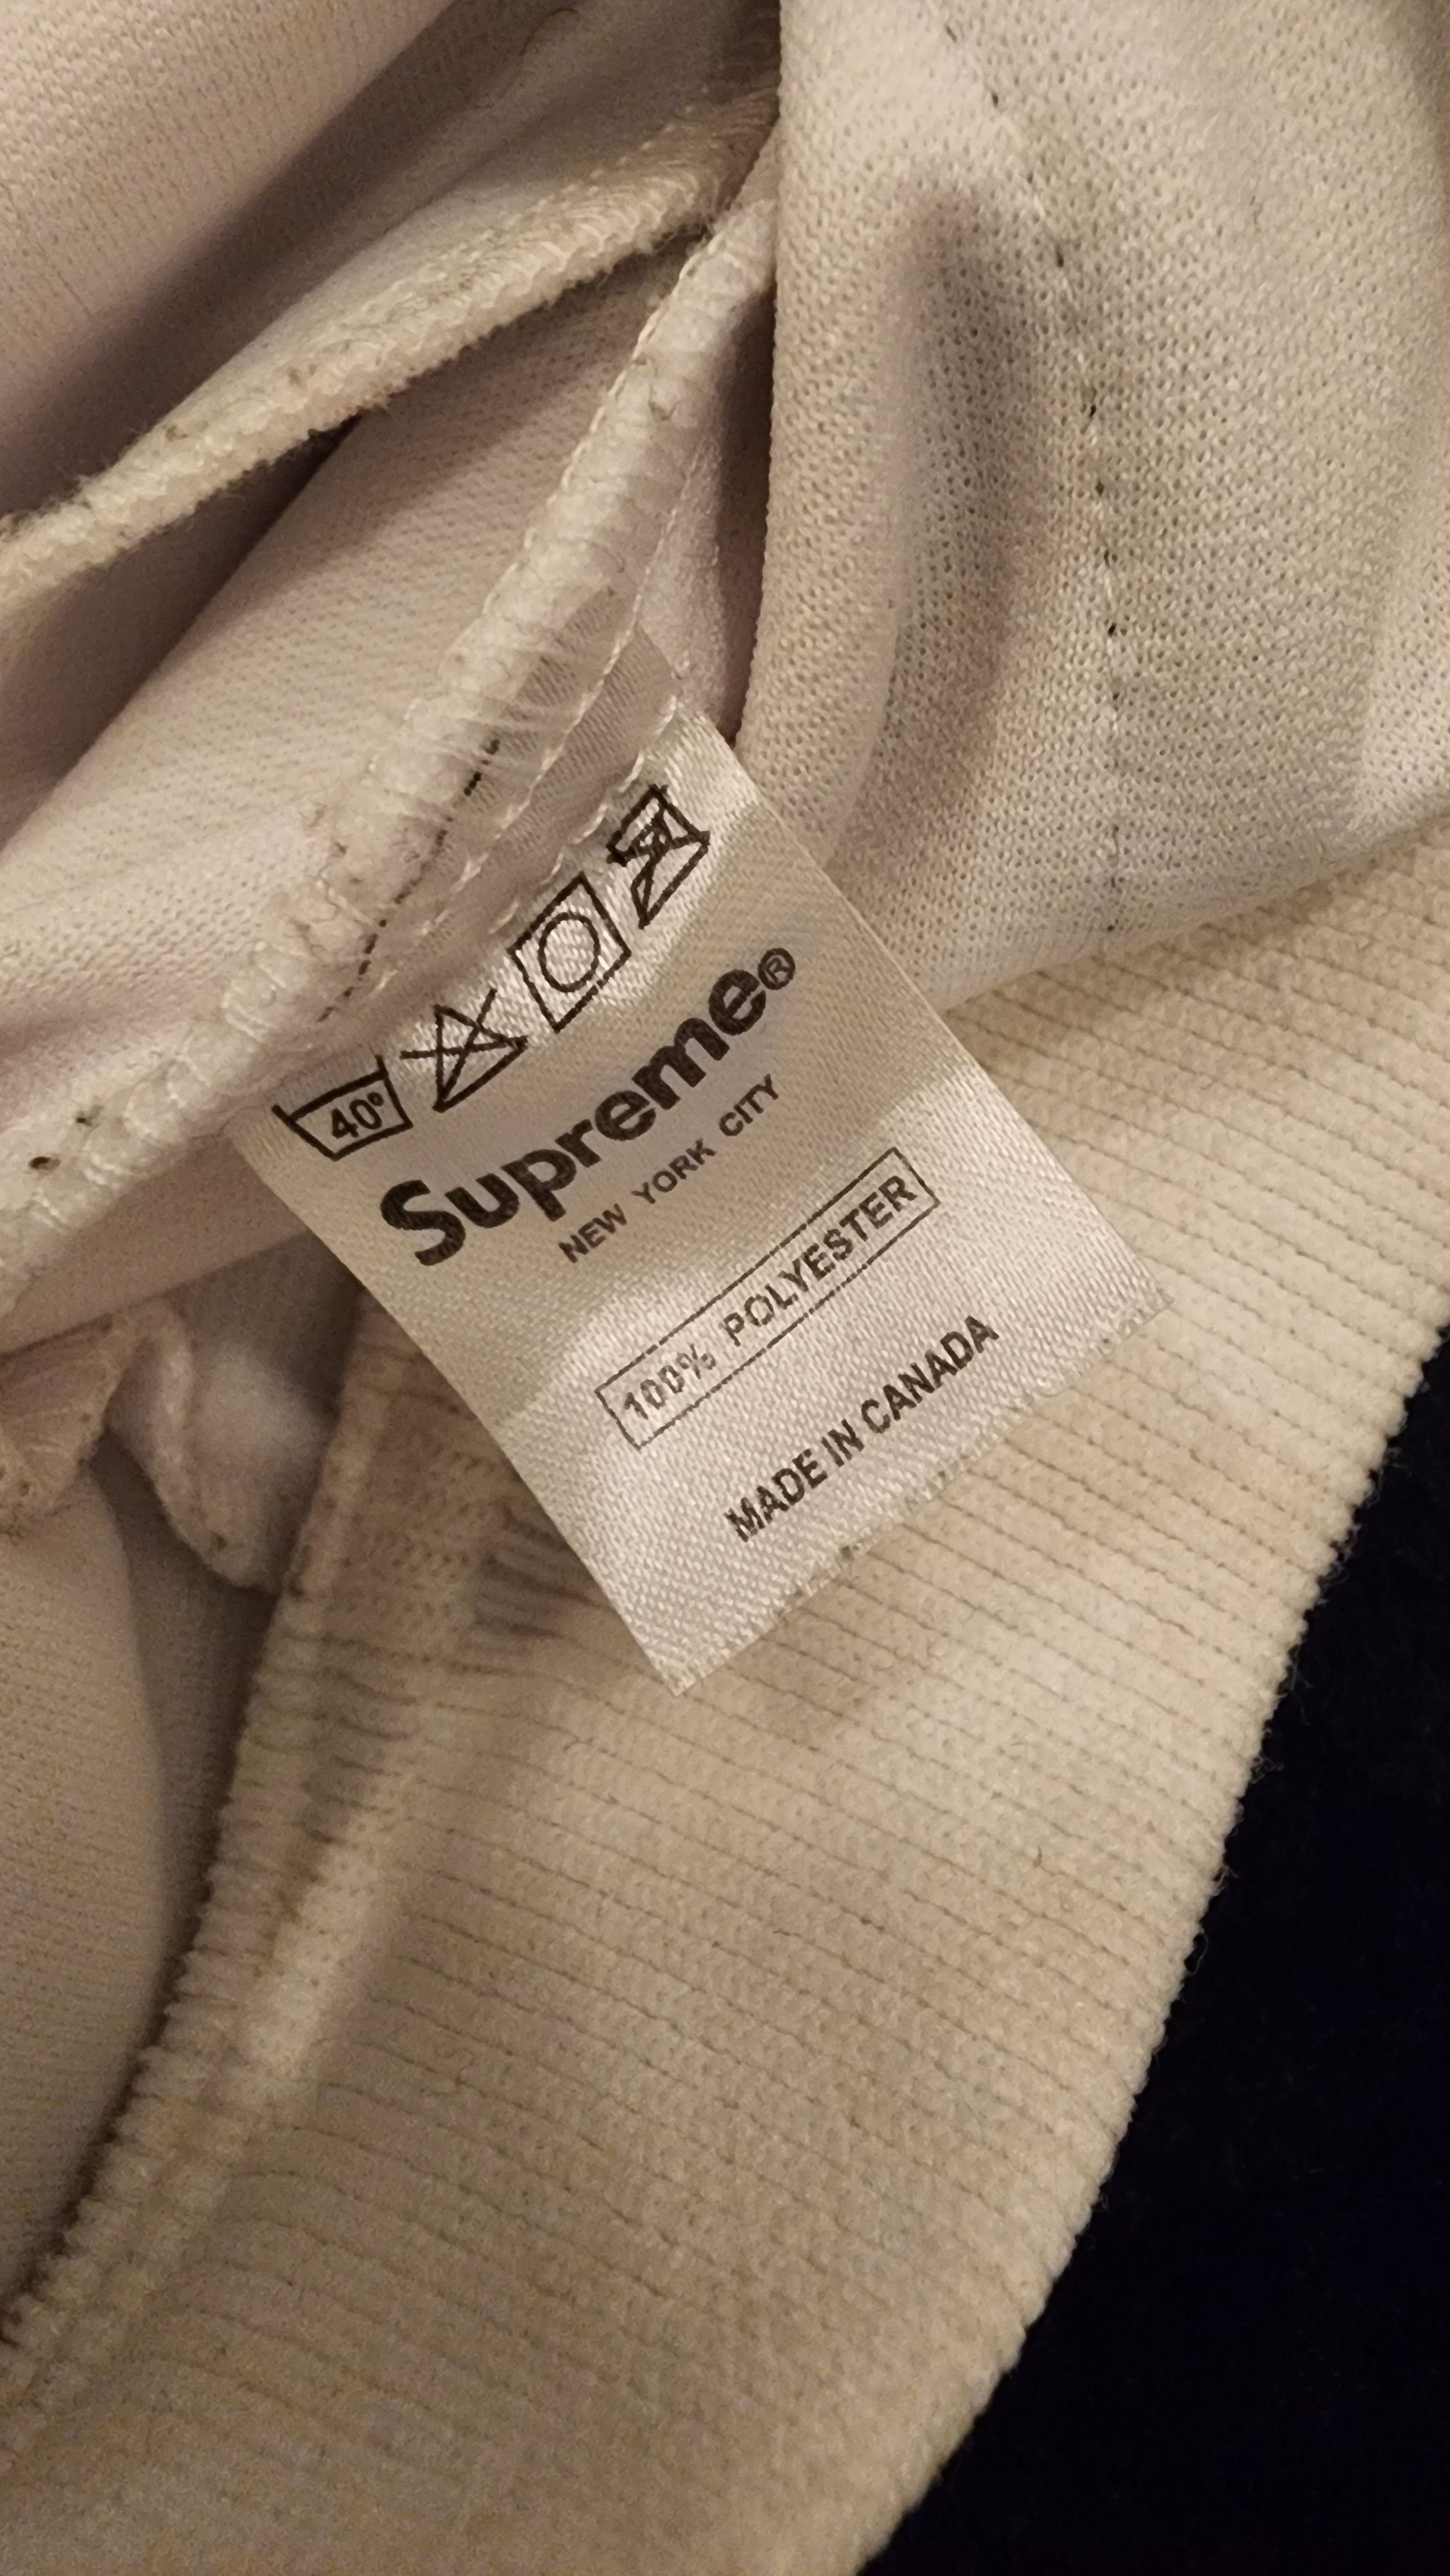 40°
Supreme®
NEW YORK CITY
100% POLYESTER
MADE IN CANADA